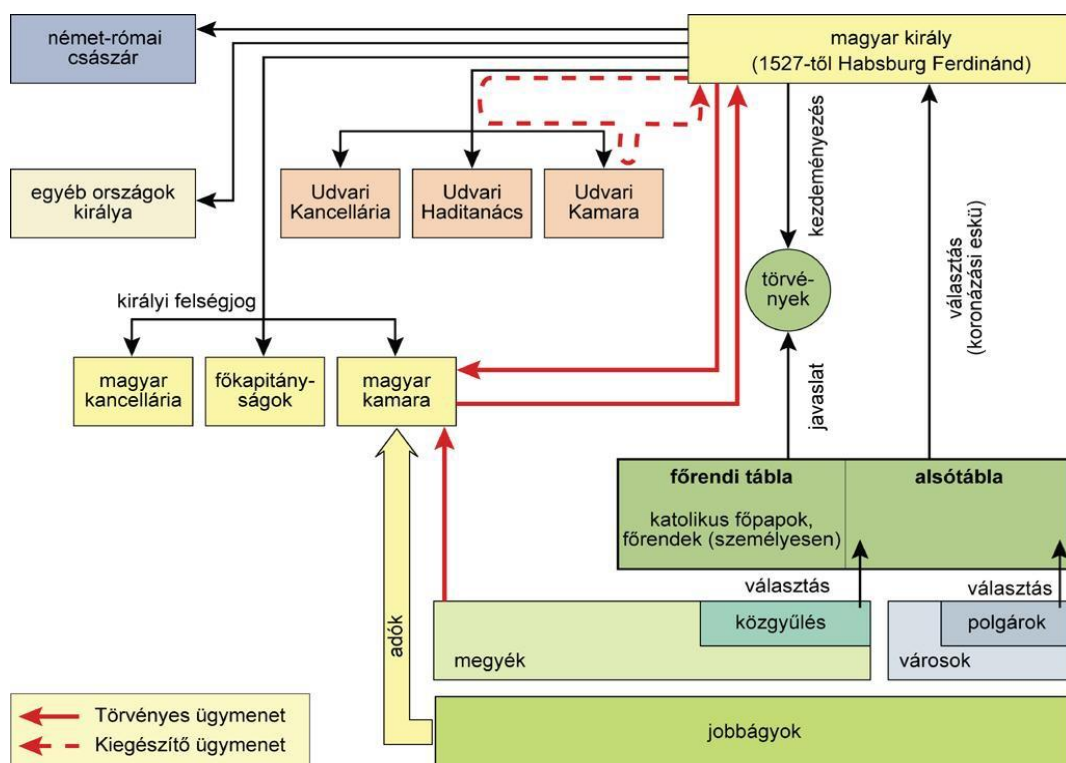 német-római
császár
magyar király
(1527-től Habsburg Ferdinánd)
egyéb országok
királya
Udvari
Kancellária
Udvari
Haditanács
Udvari
Kamara
kezdeményezés
törvé-
nyek
választás
(koronázási eskü)
javaslat
királyi felségjog
magyar
kancellária
főkapitány-
ságok
magyar
kamara
főrendi tábla
katolikus főpapok,
főrendek (személyesen)
alsótábla
választás
választás
közgyűlés
megyék
polgárok
városok
adók
jobbágyok
Törvényes ügymenet
Kiegészítő ügymenet